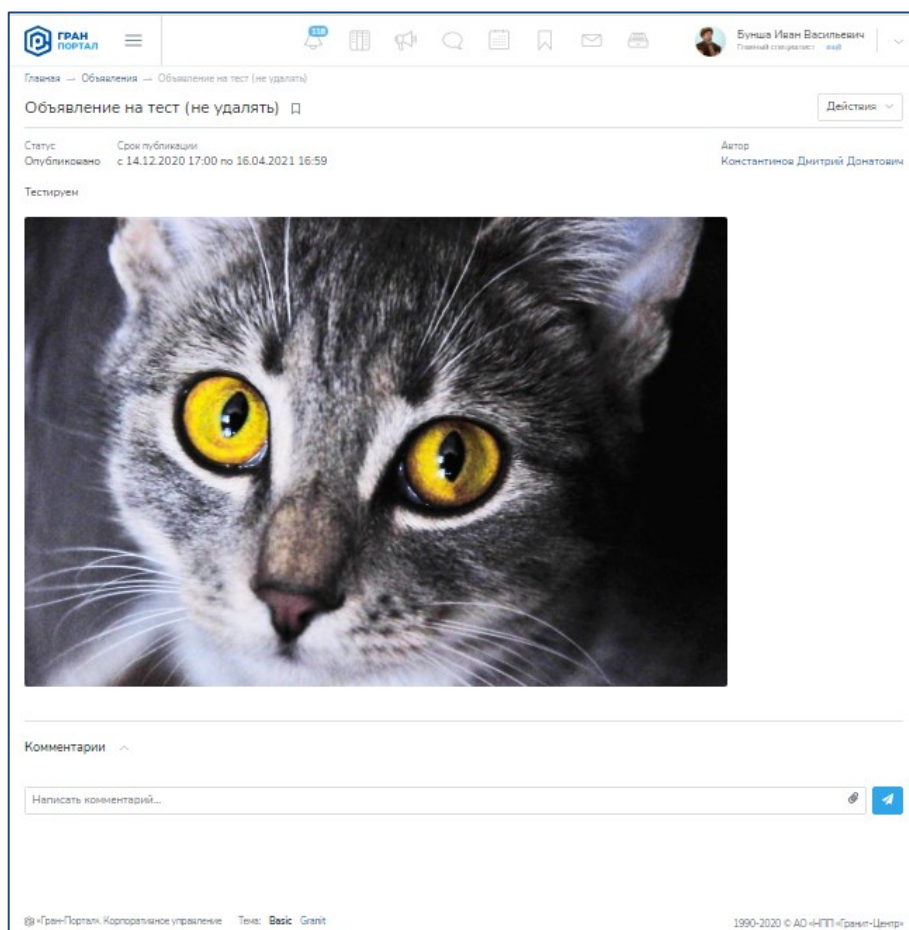 ГРАН
ПОРТАЛ
118
Бунша Иван Васильевич
Главный специалист ещё
Главная → Объявления → Объявление на тест (не удалять)
Объявление на тест (не удалять)
Действия
Статус Срок публикации Автор
Опубликовано с 14.12.2020 17:00 по 16.04.2021 16:59 Константинов Дмитрий Донатович
Тестируем
Комментарии
Написать комментарий...
«Гран-Портал». Корпоративное управление Тема: Basic Granit
1990-2020 © АО «НПП «Гранит-Центр»